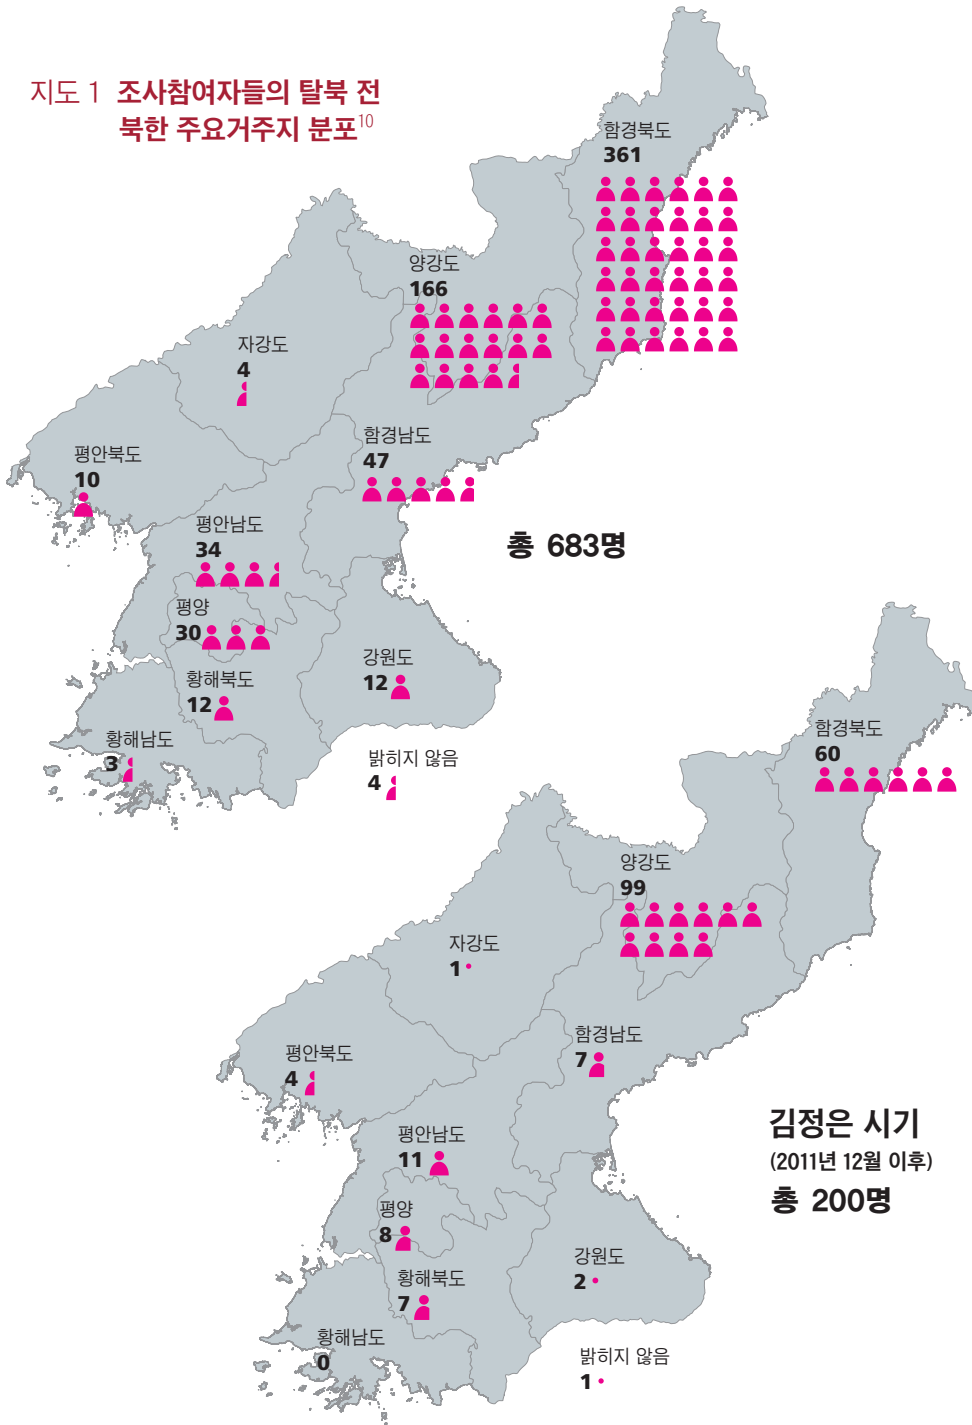 지도 1 조사참여자들의 탈북 전
북한 주요거주지 분포10
함경북도
361
양강도
166
자강도
4
함경남도
47
평안북도
10
평안남도
34
총 683명
평양
30
강원도
12
황해북도
12
황해남도
3
밝히지 않음
4
함경북도
60
양강도
99
자강도
1
함경남도
7
평안북도
4
평안남도
11
김정은 시기
(2011년 12월 이후)
총 200명
평양
8
강원도
2
황해북도
7
황해남도
0
밝히지 않음
1